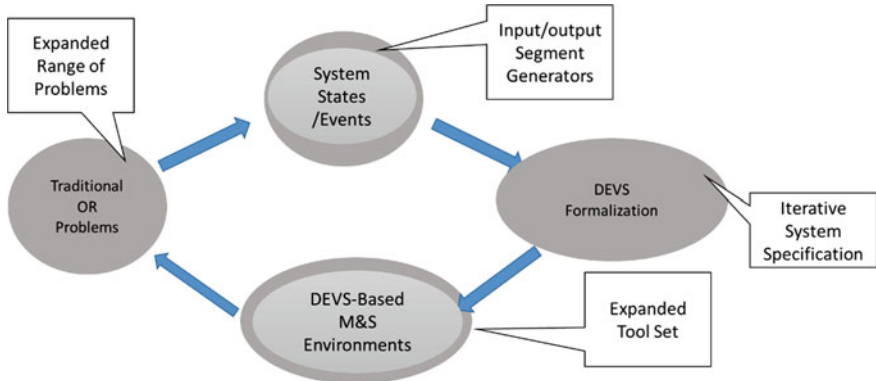 Expanded
Range of
Problems
System
States
/Events
Input/output
Segment
Generators
Traditional
OR
Problems
DEVS
Formalization
Iterative
System
Specification
DEVS-Based
M&S
Environments
Expanded
Tool Set